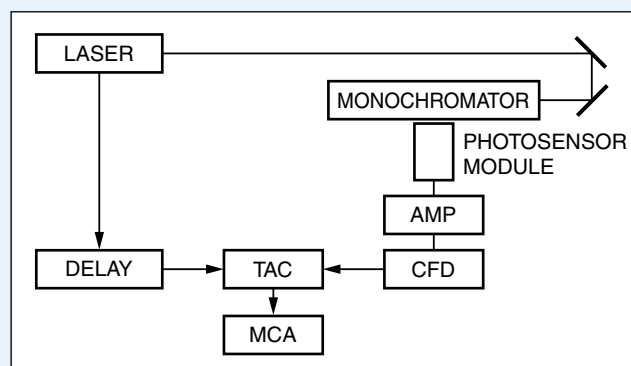 LASER
MONOCHROMATOR
PHOTOSENSOR
MODULE
AMP
DELAY
TAC
CFD
MCA